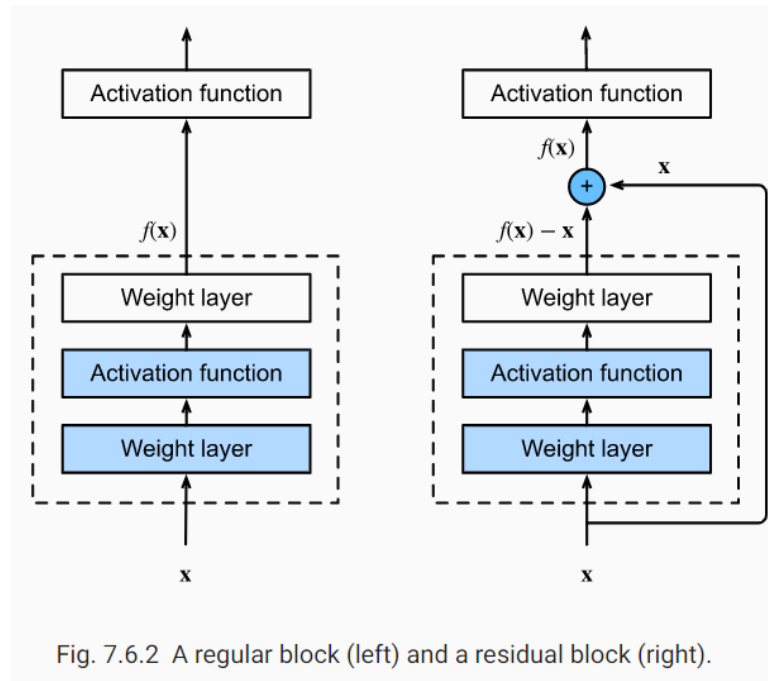 Activation function
f(x)
Weight layer
Activation function
Weight layer
x
Activation function
f(x)
x
+
f(x) − x
Weight layer
Activation function
Weight layer
x
Fig. 7.6.2 A regular block (left) and a residual block (right).